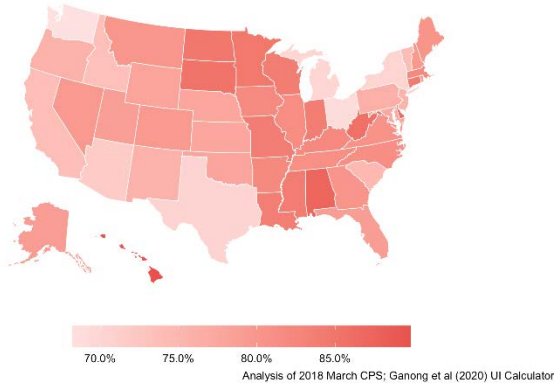 70.0% 75.0% 80.0% 85.0%
Analysis of 2018 March CPS; Ganong et al (2020) UI Calculator